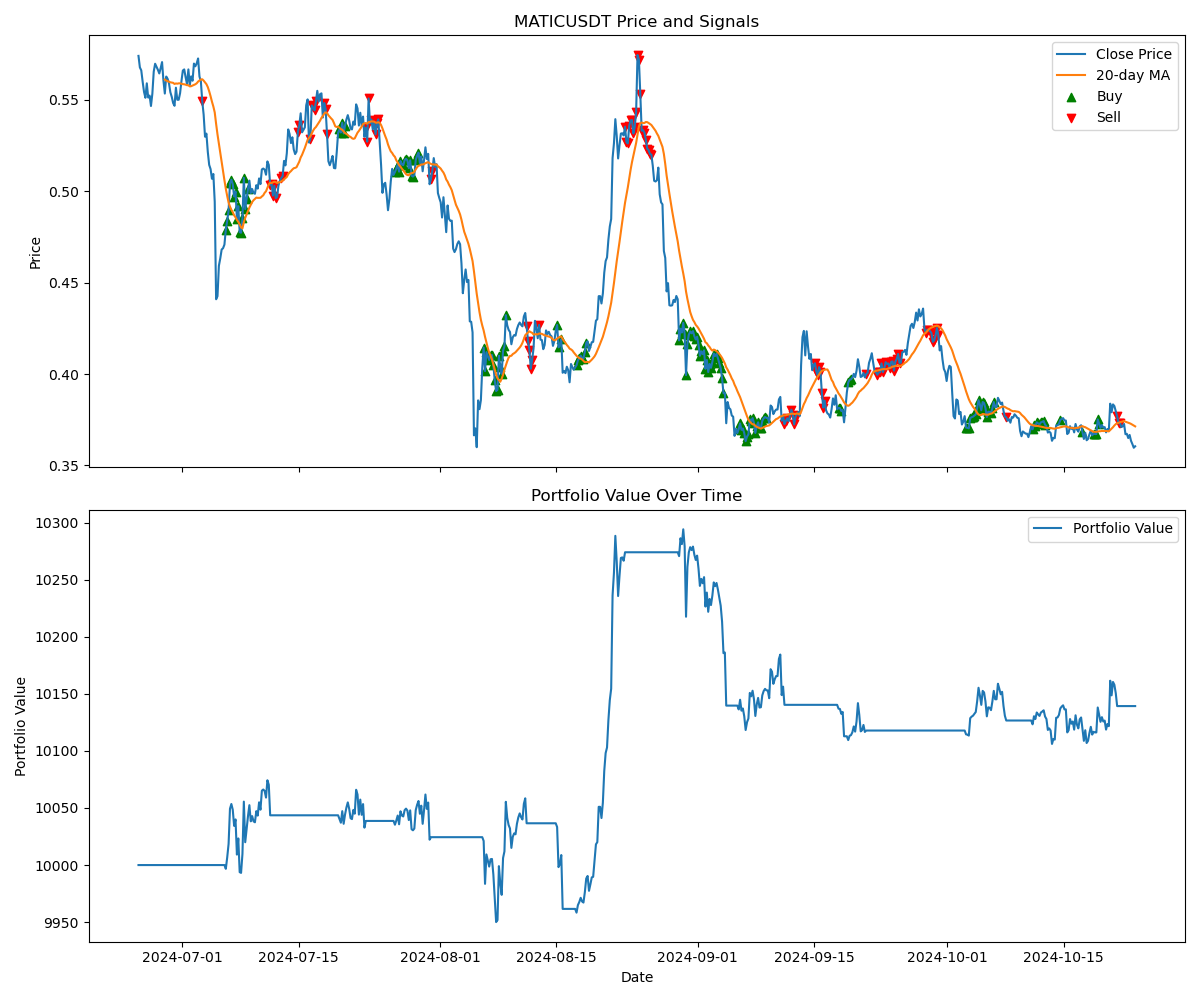 MATICUSDT Price and Signals
Close Price
20-day MA
Buy
Sell
Price
0.55
0.50
0.45
0.40
0.35
Portfolio Value Over Time
Portfolio Value
Portfolio Value
10300
10250
10200
10150
10100
10050
10000
9950
2024-07-01 2024-07-15 2024-08-01 2024-08-15 2024-09-01 2024-09-15 2024-10-01 2024-10-15
Date